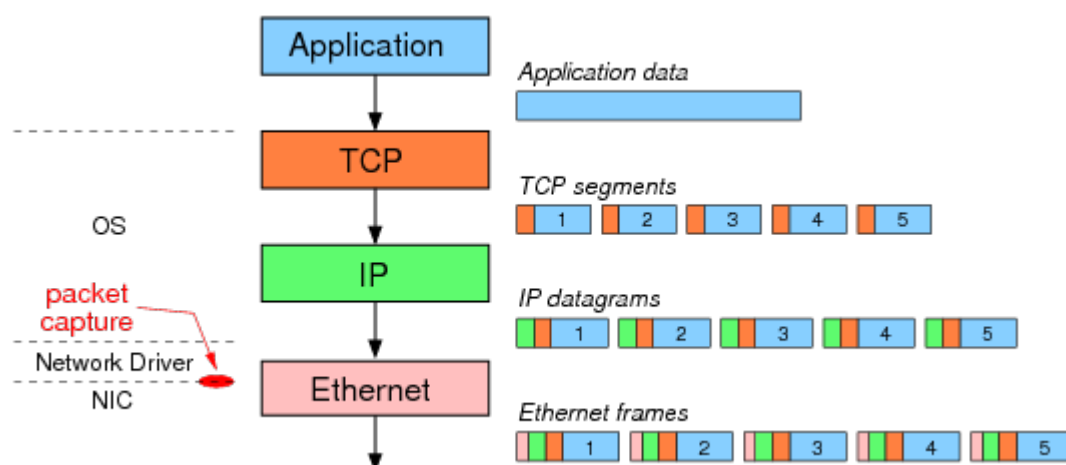 Application
Application data
TCP
TCP segments
1 2 3 4 5
OS
IP
packet
capture
IP datagrams
1 2 3 4 5
Network Driver
NIC
Ethernet
Ethernet frames
1 2 3 4 5